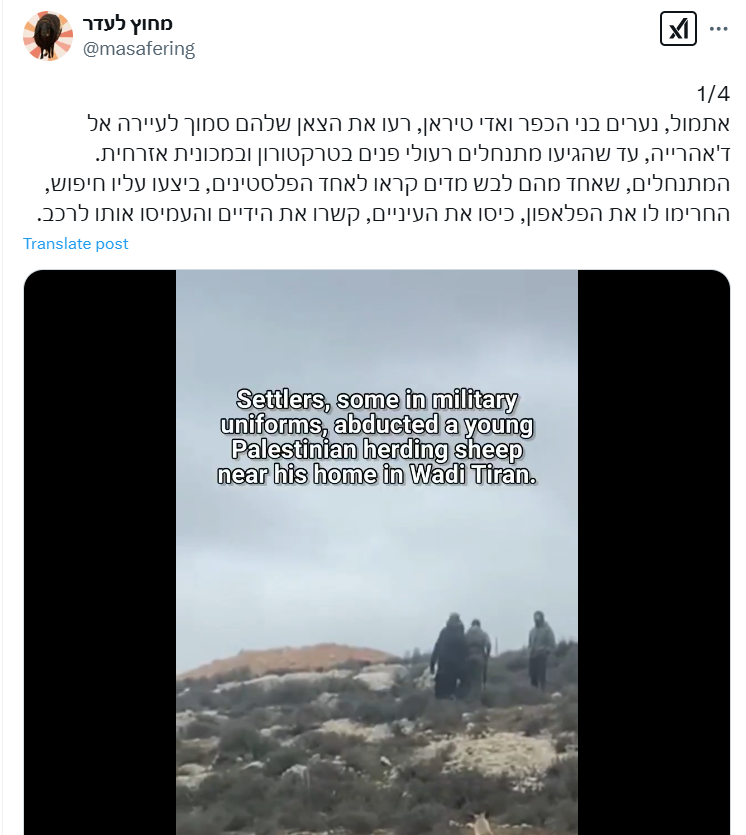 מחוץ לעדר
@masafering
1/4
אתמול, נערים בני הכפר ואדי טיראן, רעו את הצאן שלהם סמוך לעיירה אל
ד'אהרייה, עד שהגיעו מתנחלים רעולי פנים בטרקטורון ובמכונית אזרחית.
המתנחלים, שאחד מהם לבש מדים קראו לאחד הפלסטינים, ביצעו עליו חיפוש,
החרימו לו את הפלאפון, כיסו את העיניים, קשרו את הידיים והעמיסו אותו לרכב.
Translate post
Settlers, some in military
uniforms, abducted a young
Palestinian herding sheep
near his home in Wadi Tiran.